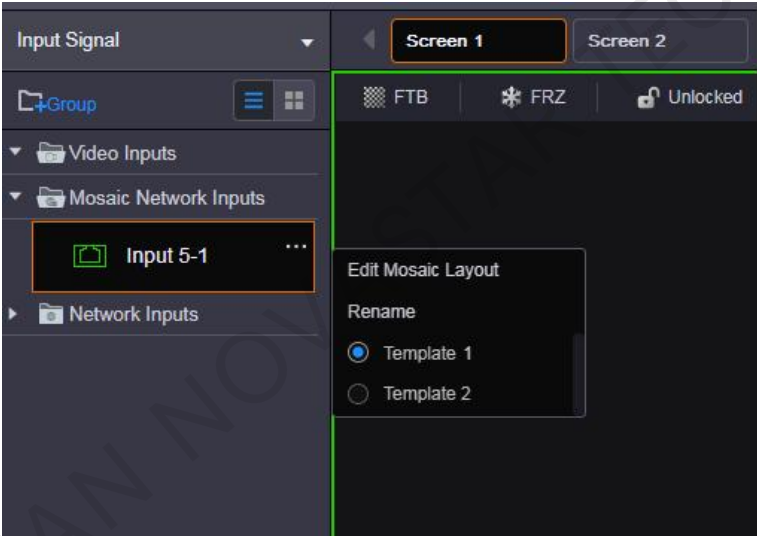 Input Signal
Screen 1
Screen 2
Group
FTB
FRZ
Unlocked
Video Inputs
Mosaic Network Inputs
Input 5-1
...
Network Inputs
Edit Mosaic Layout
Rename
Template 1
Template 2